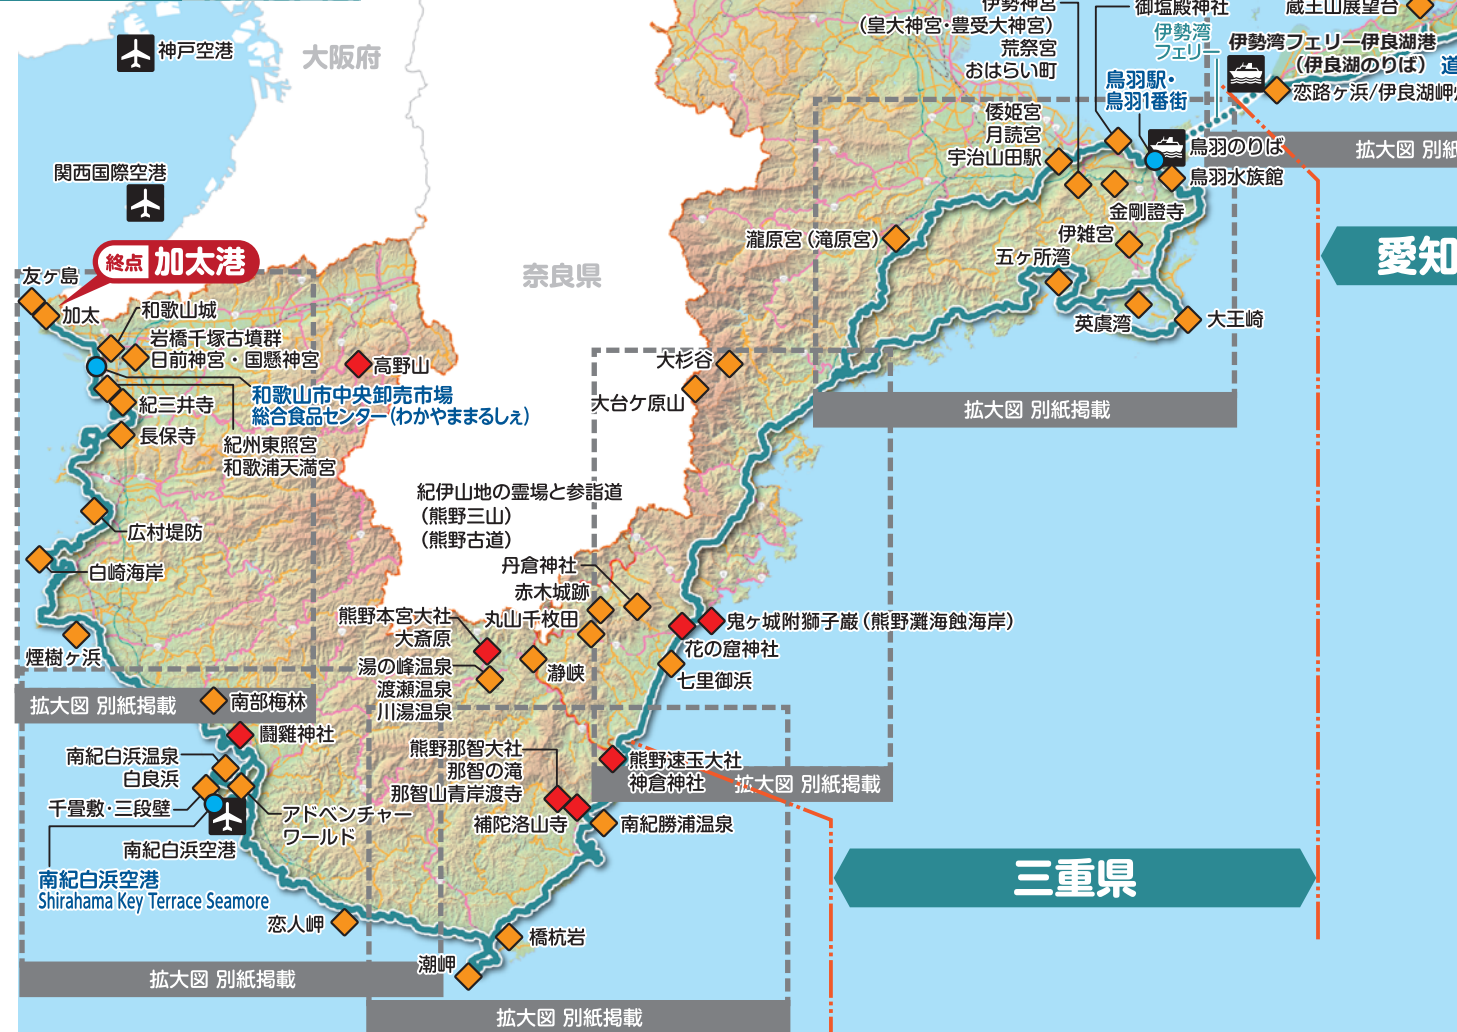 神戸空港
大阪府
関西国際空港
奈良県
伊勢神宮
(皇大神宮・豊受大神宮)
荒祭宮
おはらい町
御塩殿神社
伊勢湾
フェリー
蔵王山展望台
伊勢湾フェリー伊良湖港
(伊良湖のりば)
道
恋路ヶ浜/伊良湖岬
鳥羽駅・
鳥羽1番街
倭姫宮
月読宮
宇治山田駅
鳥羽のりば
拡大図 別紙
鳥羽水族館
金剛證寺
瀧原宮(滝原宮)
伊雑宮
五ヶ所湾
愛知
英虞湾
大王崎
終点 加太港
友ヶ島
加太
和歌山城
岩橋千塚古墳群
日前神宮・国懸神宮
高野山
和歌山市中央卸売市場
総合食品センター(わかやままるしぇ)
紀三井寺
長保寺
紀州東照宮
和歌浦天満宮
大杉谷
大台ケ原山
拡大図 別紙掲載
紀伊山地の霊場と参詣道
(熊野三山)
(熊野古道)
広村堤防
白崎海岸
丹倉神社
赤木城跡
丸山千枚田
熊野本宮大社
大斎原
鬼ヶ城附獅子巖(熊野灘海蝕海岸)
花の窟神社
七里御浜
煙樹ヶ浜
湯の峰温泉
渡瀬温泉
川湯温泉
瀞峡
拡大図 別紙掲載
南部梅林
鬪雞神社
南紀白浜温泉
白良浜
千畳敷・三段壁
アドベンチャー
ワールド
南紀白浜空港
南紀白浜空港
Shirahama Key Terrace Seamore
熊野那智大社
那智の滝
那智山青岸渡寺
補陀洛山寺
熊野速玉大社
神倉神社
拡大図 別紙掲載
南紀勝浦温泉
三重県
恋人岬
橋杭岩
潮岬
拡大図 別紙掲載
拡大図 別紙掲載